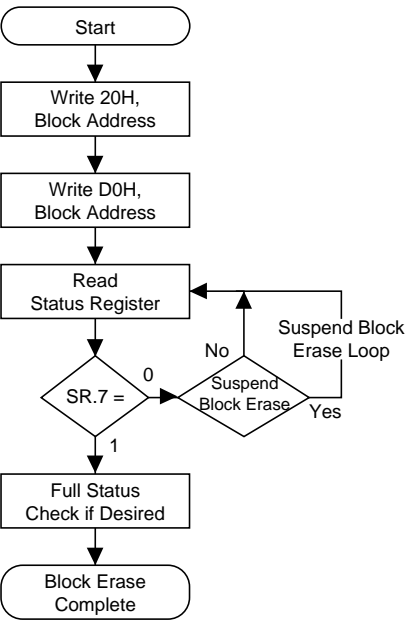 Start
Write 20H,
Block Address
Write D0H,
Block Address
Read
Status Register
Suspend Block
Erase Loop
No
SR.7 =
0
Suspend
Block Erase
Yes
1
Full Status
Check if Desired
Block Erase
Complete